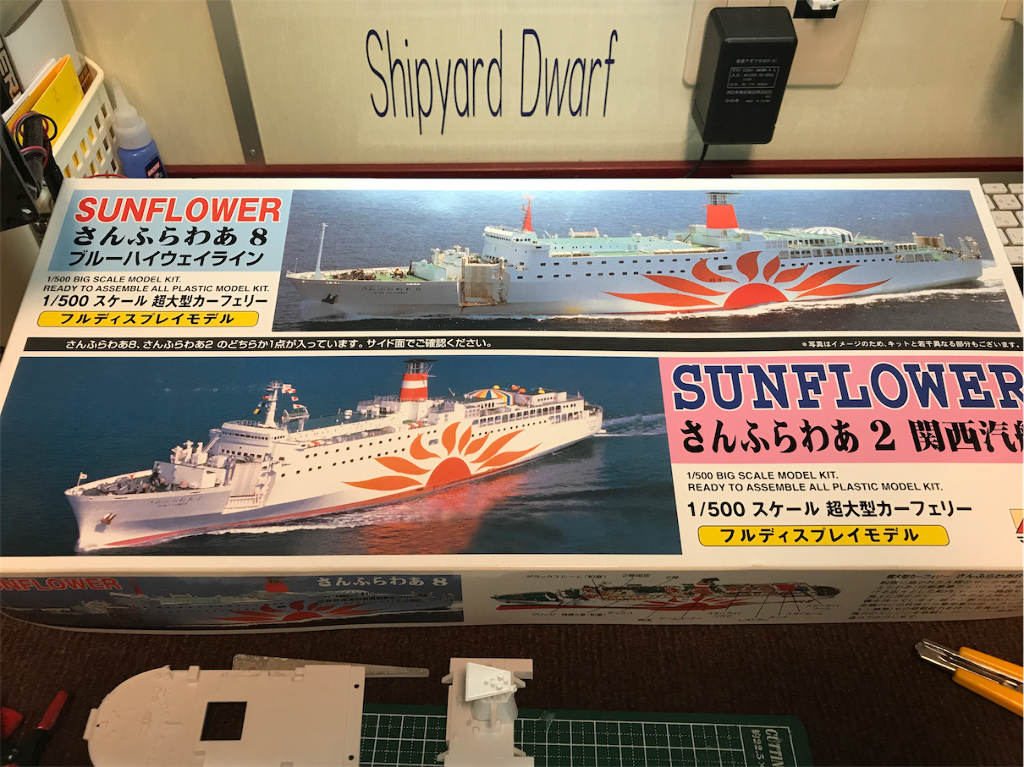 Shipyard Dwarf
SUNFLOWER
さんふらわあ 8
ブルーハイウェイライン
1/500 BIG SCALE MODEL KIT.
READY TO ASSEMBLE ALL PLASTIC MODEL KIT.
1/500 スケール 超大型カーフェリー
フルディスプレイモデル
さんふらわあ8、さんふらわあ2 のどちらか1点が入っています。サイド面でご確認ください。
※写真はイメージのため、キットと若干異なる部分もございます。
SUNFLOWER
さんふらわあ 2 関西汽
1/500 BIG SCALE MODEL KIT.
READY TO ASSEMBLE ALL PLASTIC MODEL KIT.
1/500 スケール 超大型カーフェリー
フルディスプレイモデル
SUNFLOWER
さんふらわあ 8
CUTTING